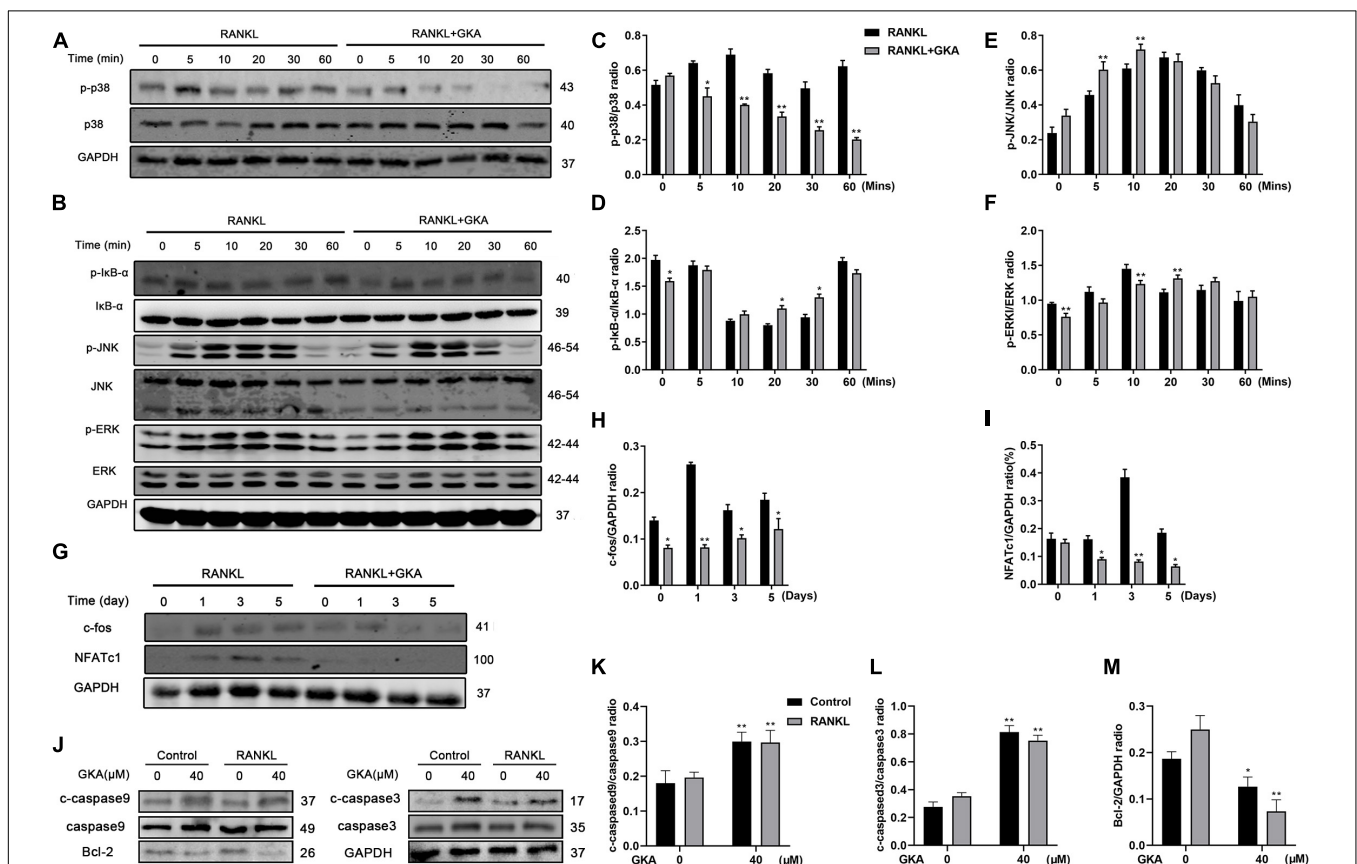 A
RANKL RANKL+GKA
Time (min) 0 5 10 20 30 60 0 5 10 20 30 60
p-p38 43
p38 40
GAPDH 37
B
RANKL RANKL+GKA
Time (min) 0 5 10 20 30 60 0 5 10 20 30 60
p-IκB-α 40
IκB-α 39
p-JNK 46-54
JNK 46-54
p-ERK 42-44
ERK 42-44
GAPDH 37
C
RANKL
RANKL+GKA
p-p38/p38 radio
0.8
0.6
0.4
0.2
0.0
* ** ** ** **
0 5 10 20 30 60 (Mins)
E
p-JNK/JNK radio
0.8
0.6
0.4
0.2
0.0
** **
0 5 10 20 30 60 (Mins)
D
p-IκB-α/IκB-α radio
2.5
2.0
1.5
1.0
0.5
0.0
* * *
0 5 10 20 30 60 (Mins)
F
p-ERK/ERK radio
2.0
1.5
1.0
0.5
0.0
** ** **
0 5 10 20 30 60 (Mins)
G
RANKL RANKL+GKA
Time (day) 0 1 3 5 0 1 3 5
c-fos 41
NFATc1 100
GAPDH 37
H
c-fos/GAPDH radio
0.3
0.2
0.1
0.0
* ** * *
0 1 3 5 (Days)
I
NFATc1/GAPDH ratio(%)
0.5
0.4
0.3
0.2
0.1
0.0
* ** *
0 1 3 5 (Days)
J
Control RANKL
GKA(μM) 0 40 0 40
c-caspase9 37
caspase9 49
Bcl-2 26
Control RANKL
GKA(μM) 0 40 0 40
c-caspase3 17
caspase3 35
GAPDH 37
K
Control
RANKL
c-caspased9/caspase9 radio
0.4
0.3
0.2
0.1
0.0
** **
GKA 0 40 (μM)
L
c-caspased3/caspase3 radio
1.0
0.8
0.6
0.4
0.2
0.0
** **
GKA 0 40 (μM)
M
Bcl-2/GAPDH radio
0.3
0.2
0.1
0.0
* **
GKA 0 40 (μM)